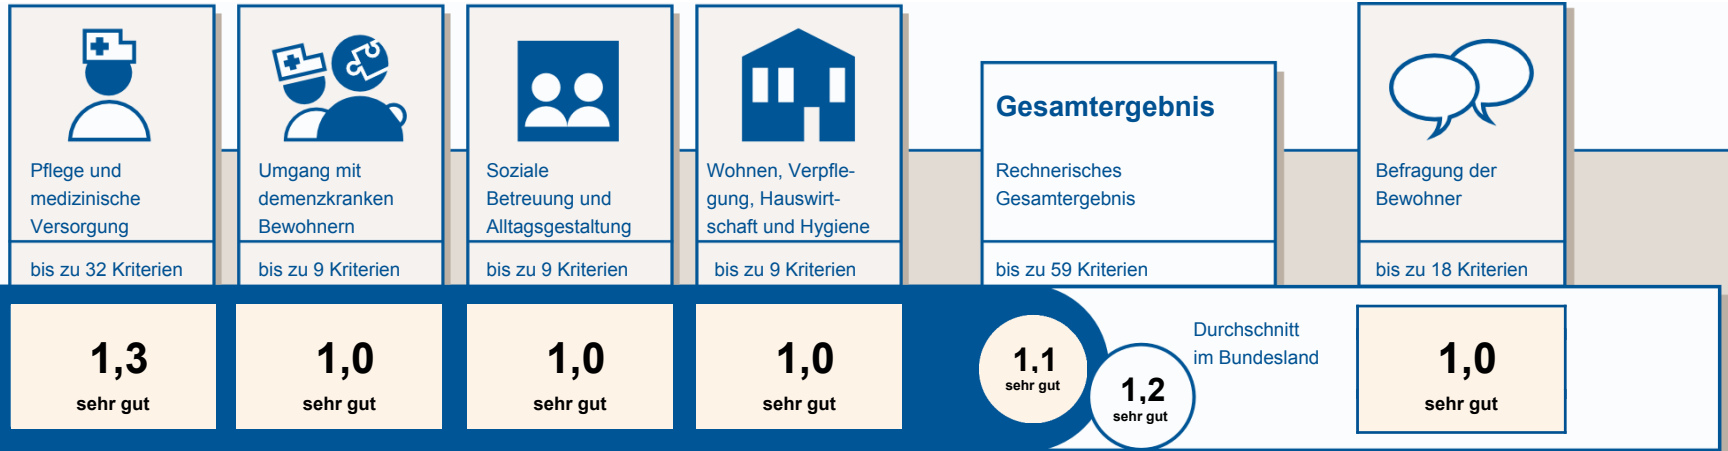 Pflege und
medizinische
Versorgung
bis zu 32 Kriterien
1,3
sehr gut
Umgang mit
demenzkranken
Bewohnern
bis zu 9 Kriterien
1,0
sehr gut
Soziale
Betreuung und
Alltagsgestaltung
bis zu 9 Kriterien
1,0
sehr gut
Wohnen, Verpfle-
gung, Hauswirt-
schaft und Hygiene
bis zu 9 Kriterien
1,0
sehr gut
Gesamtergebnis
Rechnerisches
Gesamtergebnis
bis zu 59 Kriterien
1,1
sehr gut
Durchschnitt
im Bundesland
1,2
sehr gut
Befragung der
Bewohner
bis zu 18 Kriterien
1,0
sehr gut